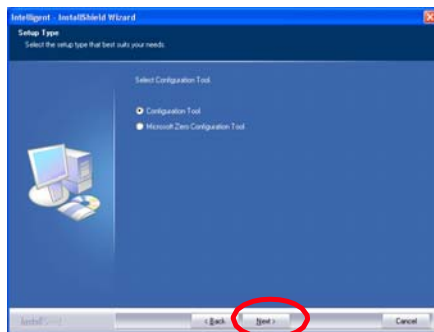 Intelligent - InstallShield Wizard
Setup Type
Select the setup type that best suits your needs.
Select Configuration Tool.
Configuration Tool
Microsoft Zero Configuration Tool
InstallShield
< Back
Next >
Cancel